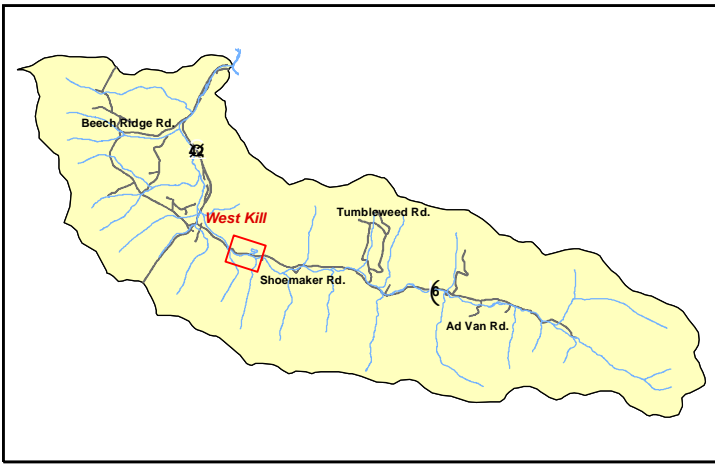 Beech Ridge Rd.
42
West Kill
Tumbleweed Rd.
Shoemaker Rd.
6
Ad Van Rd.